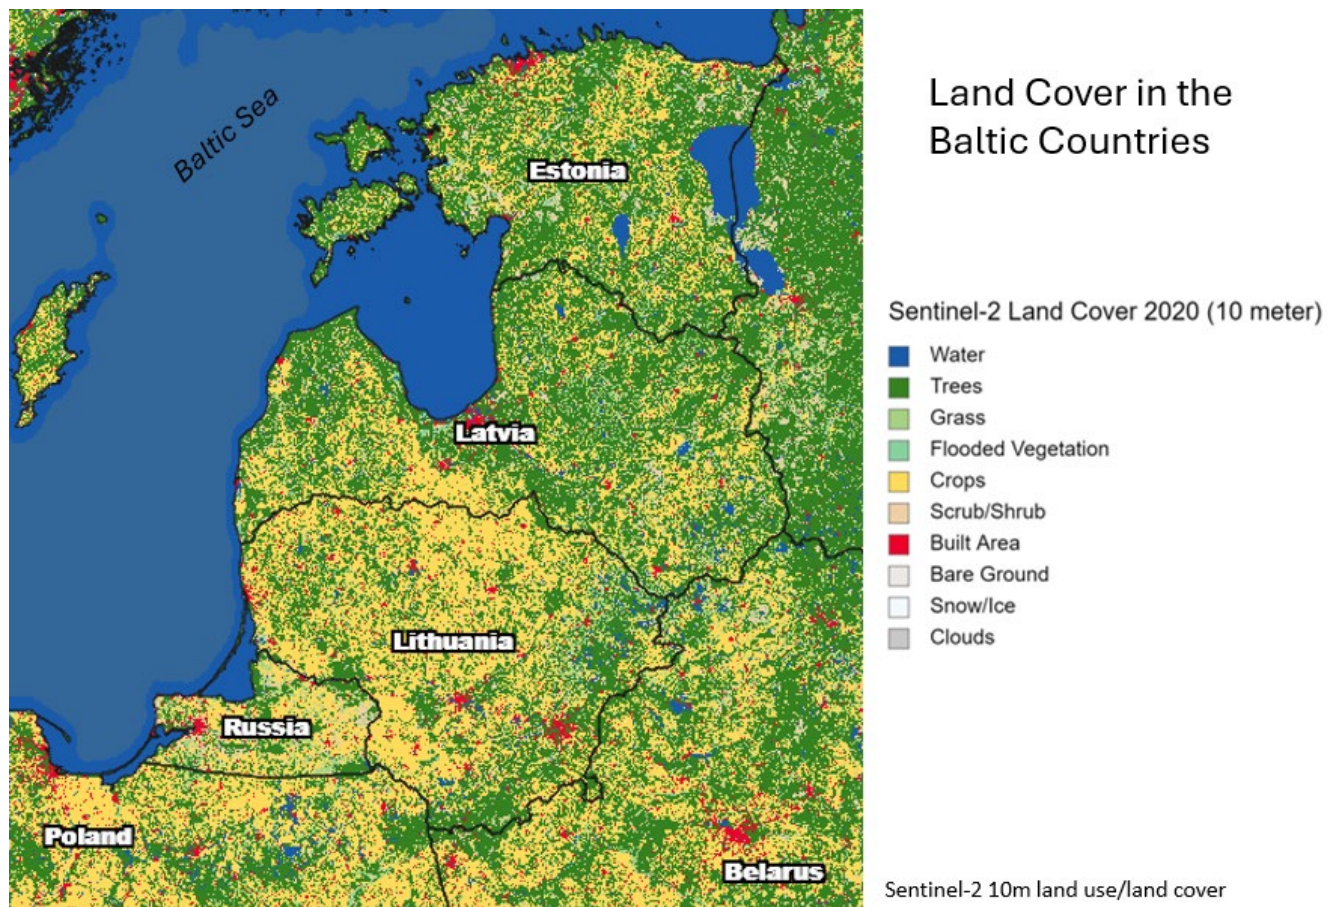 Land Cover in the
Baltic Countries
Baltic Sea
Estonia
Latvia
Lithuania
Russia
Poland
Belarus
Sentinel-2 Land Cover 2020 (10 meter)
Water
Trees
Grass
Flooded Vegetation
Crops
Scrub/Shrub
Built Area
Bare Ground
Snow/Ice
Clouds
Sentinel-2 10m land use/land cover